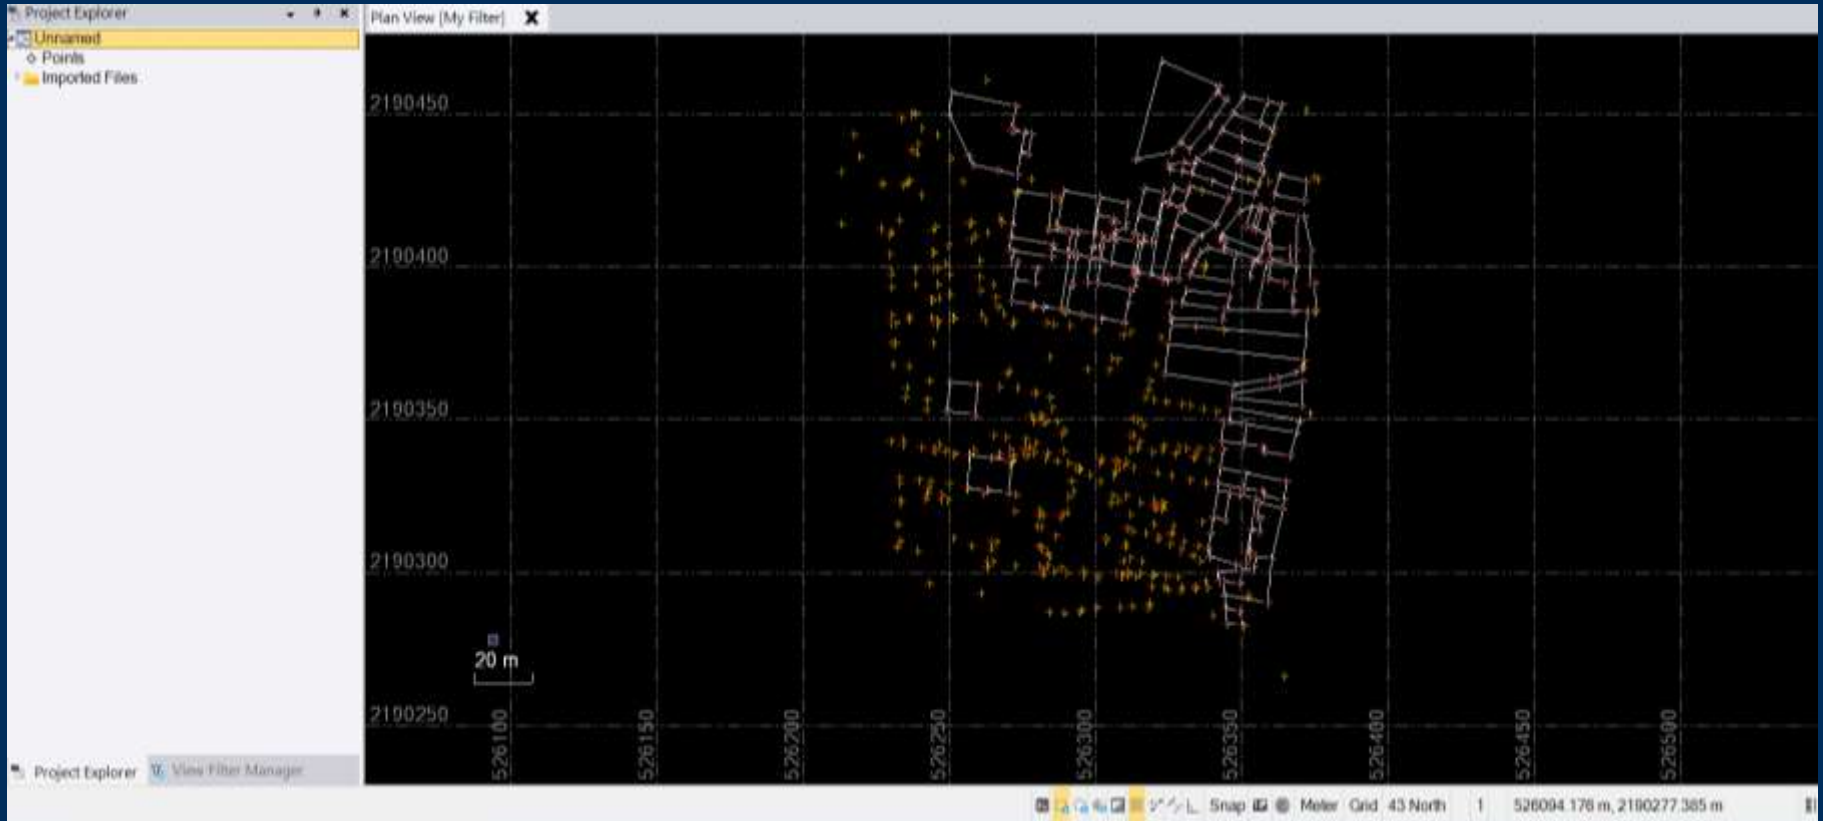 Project Explorer
Unnamed
Points
Imported Files
Plan View [My Filter]
2190450
2190400
2190350
2190300
2190250
20 m
526100
526150
526200
526250
526300
526350
526400
526450
526500
Project Explorer
View Filter Manager
Snap Meter Grid 43 North 1 526094.176 m, 2190277.385 m